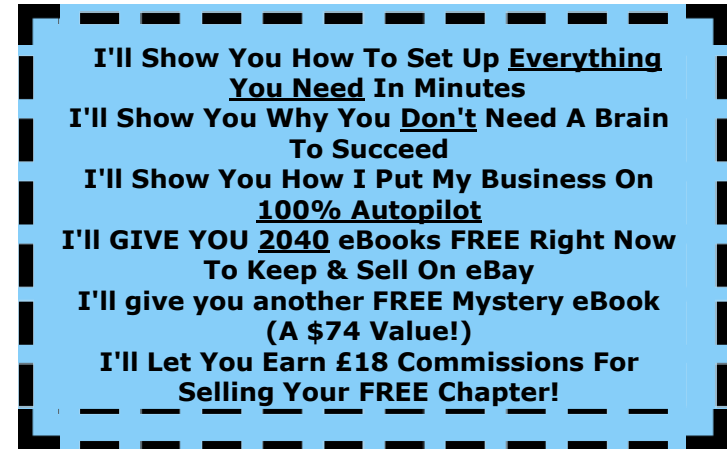 I'll Show You How To Set Up Everything
You Need In Minutes
I'll Show You Why You Don't Need A Brain
To Succeed
I'll Show You How I Put My Business On
100% Autopilot
I'll GIVE YOU 2040 eBooks FREE Right Now
To Keep & Sell On eBay
I'll give you another FREE Mystery eBook
(A $74 Value!)
I'll Let You Earn £18 Commissions For
Selling Your FREE Chapter!